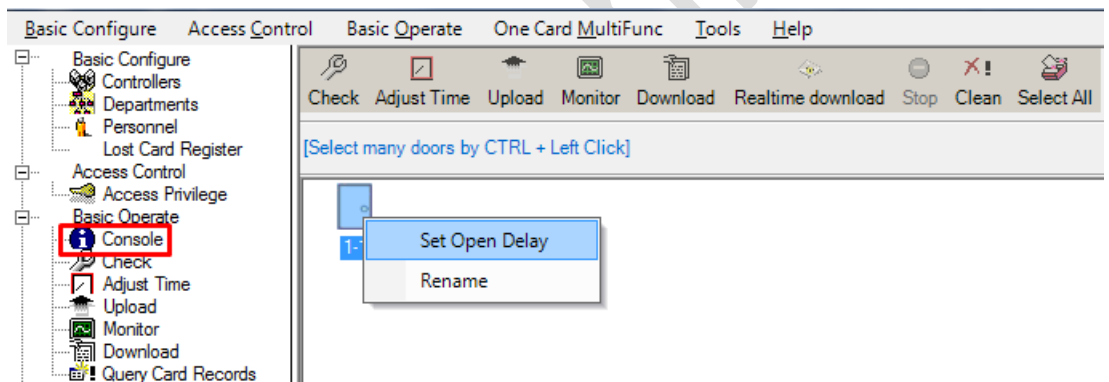 Basic Configure Access Control Basic Operate One Card MultiFunc Tools Help
Basic Configure
Controllers
Departments
Personnel
Lost Card Register
Access Control
Access Privilege
Basic Operate
Console
Check
Adjust Time
Upload
Monitor
Download
Query Card Records
Check Adjust Time Upload Monitor Download Realtime download Stop Clean Select All
[Select many doors by CTRL + Left Click]
Set Open Delay
Rename